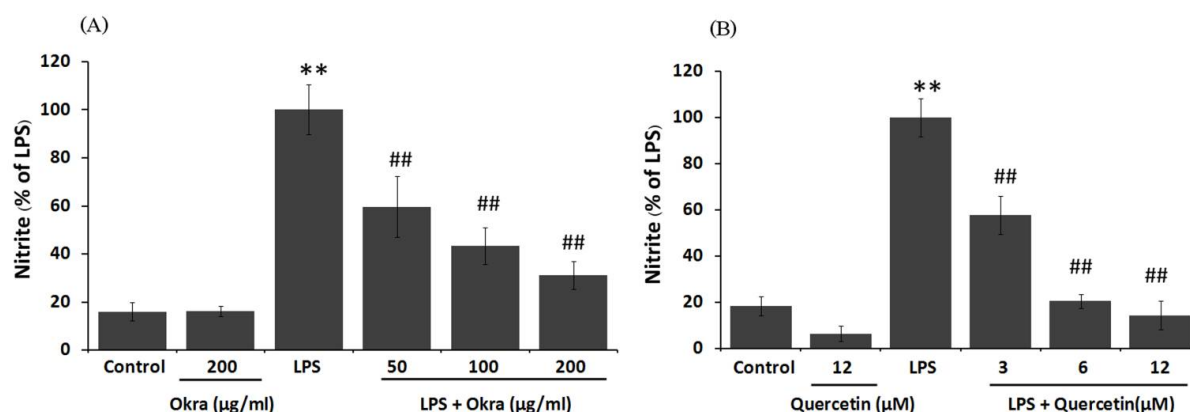 (A)
Nitrite (% of LPS)
120
100
80
60
40
20
0
**
##
##
##
Control 200 LPS 50 100 200
Okra (µg/ml) LPS + Okra (µg/ml)
(B)
Nitrite (% of LPS)
120
100
80
60
40
20
0
**
##
##
##
Control 12 LPS 3 6 12
Quercetin (µM) LPS + Quercetin(µM)